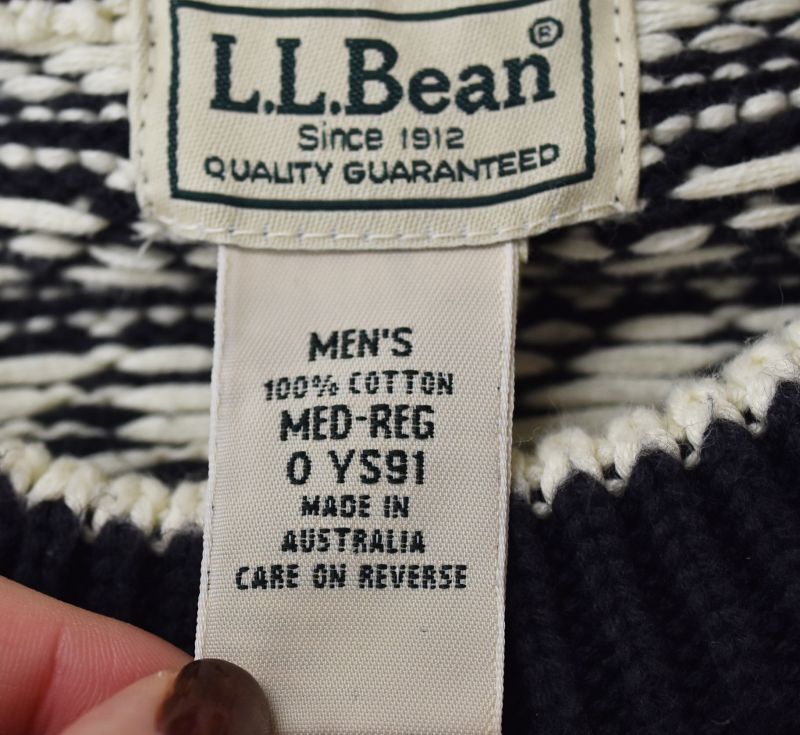 L.L.Bean®
Since 1912
QUALITY GUARANTEED
MEN'S
100% COTTON
MED-REG
0 YS91
MADE IN
AUSTRALIA
CARE ON REVERSE